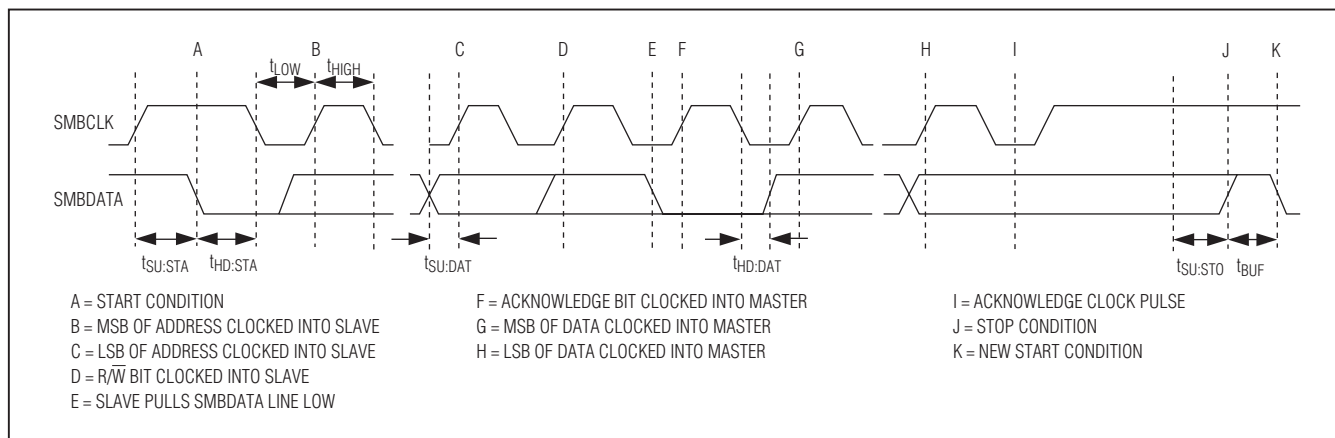 A B C D E F G H I J K
tLOW tHIGH
SMBCLK
SMBDATA
tSU:STA tHD:STA tSU:DAT tHD:DAT tSU:STO tBUF
A = START CONDITION
B = MSB OF ADDRESS CLOCKED INTO SLAVE
C = LSB OF ADDRESS CLOCKED INTO SLAVE
D = R/W̅ BIT CLOCKED INTO SLAVE
E = SLAVE PULLS SMBDATA LINE LOW
F = ACKNOWLEDGE BIT CLOCKED INTO MASTER
G = MSB OF DATA CLOCKED INTO MASTER
H = LSB OF DATA CLOCKED INTO MASTER
I = ACKNOWLEDGE CLOCK PULSE
J = STOP CONDITION
K = NEW START CONDITION